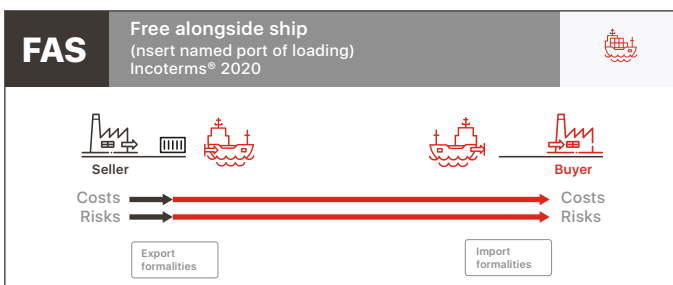 FAS
Free alongside ship
(nsert named port of loading)
Incoterms® 2020
Seller
Buyer
Costs
Costs
Risks
Risks
Export
formalities
Import
formalities